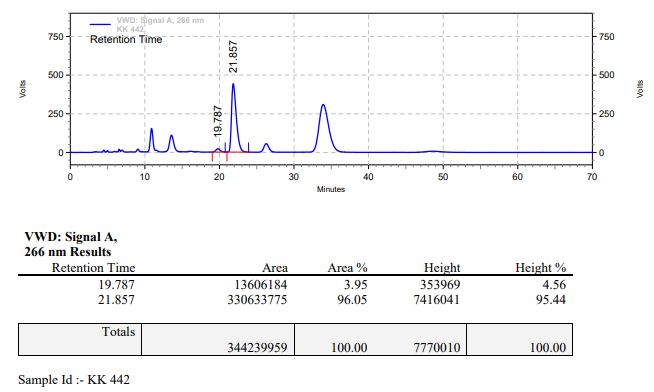 VWD: Signal A, 266 nm
KK 442
Retention Time
750
500
250
0
Volts
19.787
21.857
750
500
250
0
Volts
0 10 20 30 40 50 60 70
Minutes
VWD: Signal A,
266 nm Results
Retention Time Area Area % Height Height %
19.787 13606184 3.95 353969 4.56
21.857 330633775 96.05 7416041 95.44
Totals
344239959 100.00 7770010 100.00
Sample Id :- KK 442